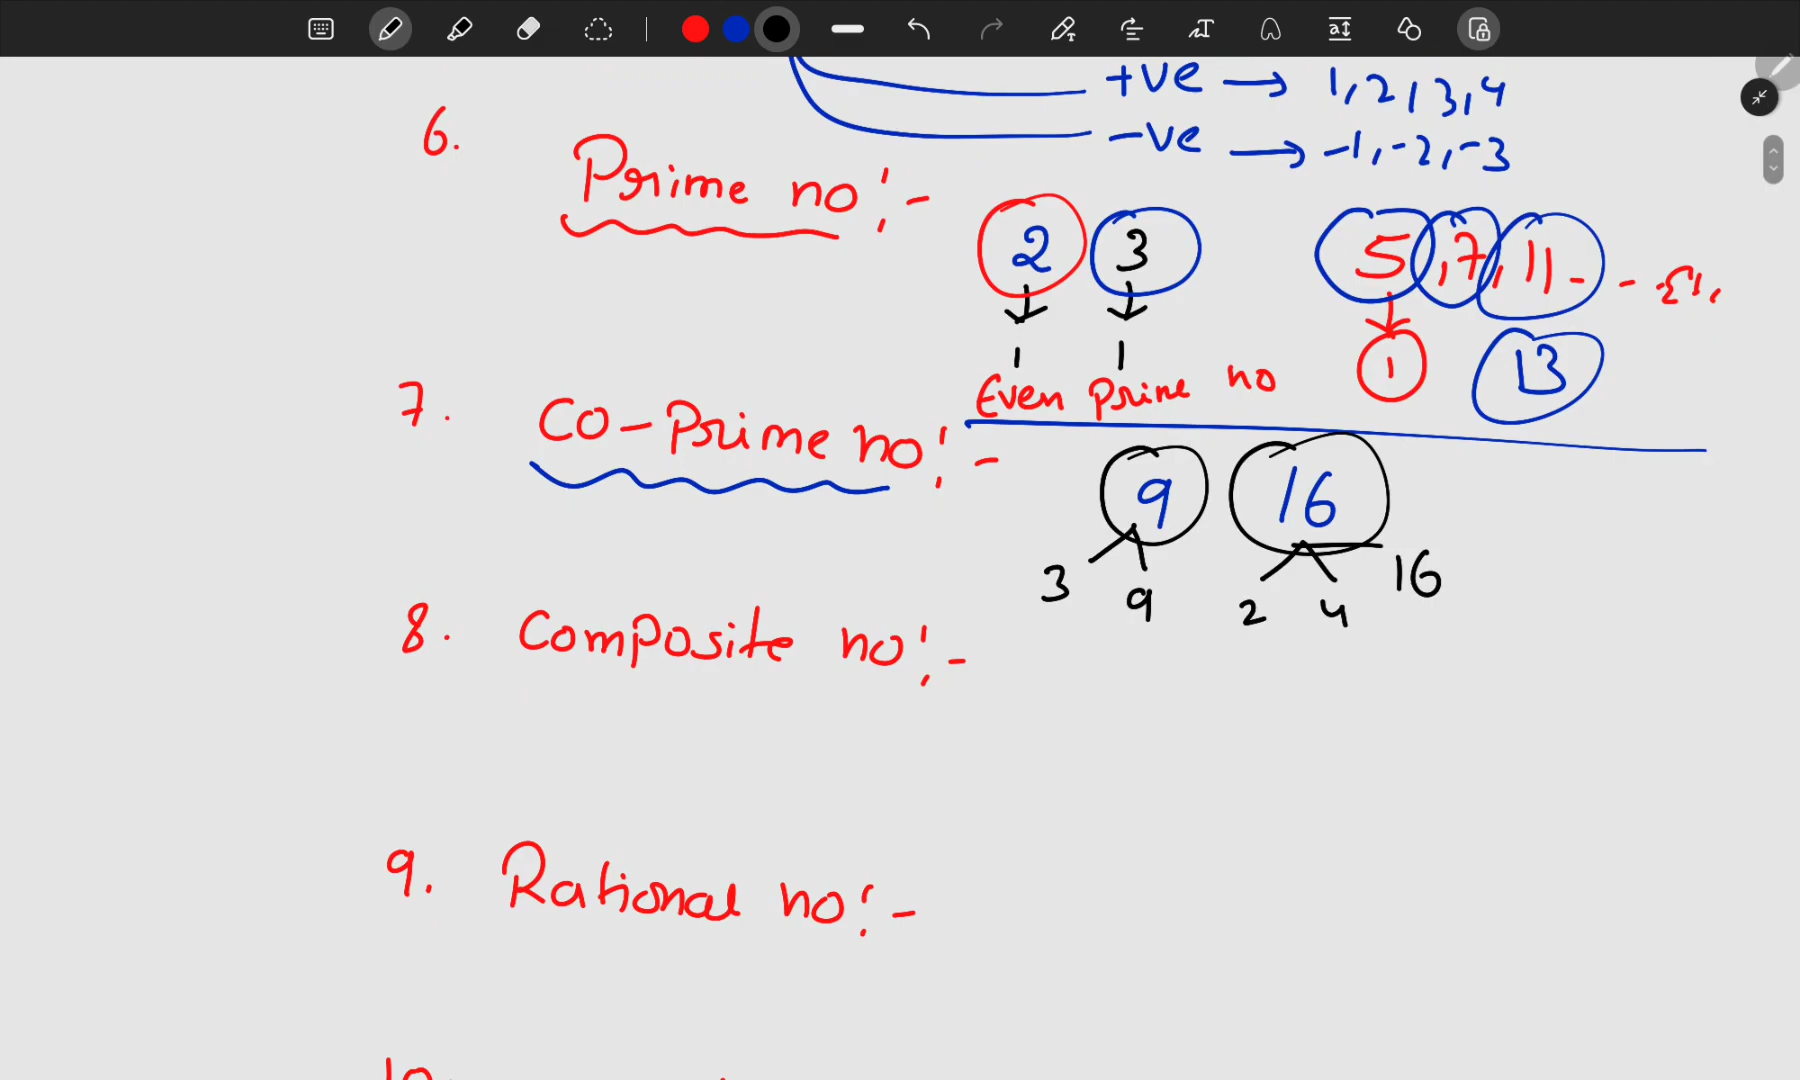 +ve → 1, 2, 3, 4
-ve → -1, -2, -3
6. Prime no:- 2 3 5, 7, 11 - -
1 1 1 13
Even Prime no
7. Co-Prime no:- 9 16
3 9 2 4 16
8. Composite no:-
9. Rational no:-
10.